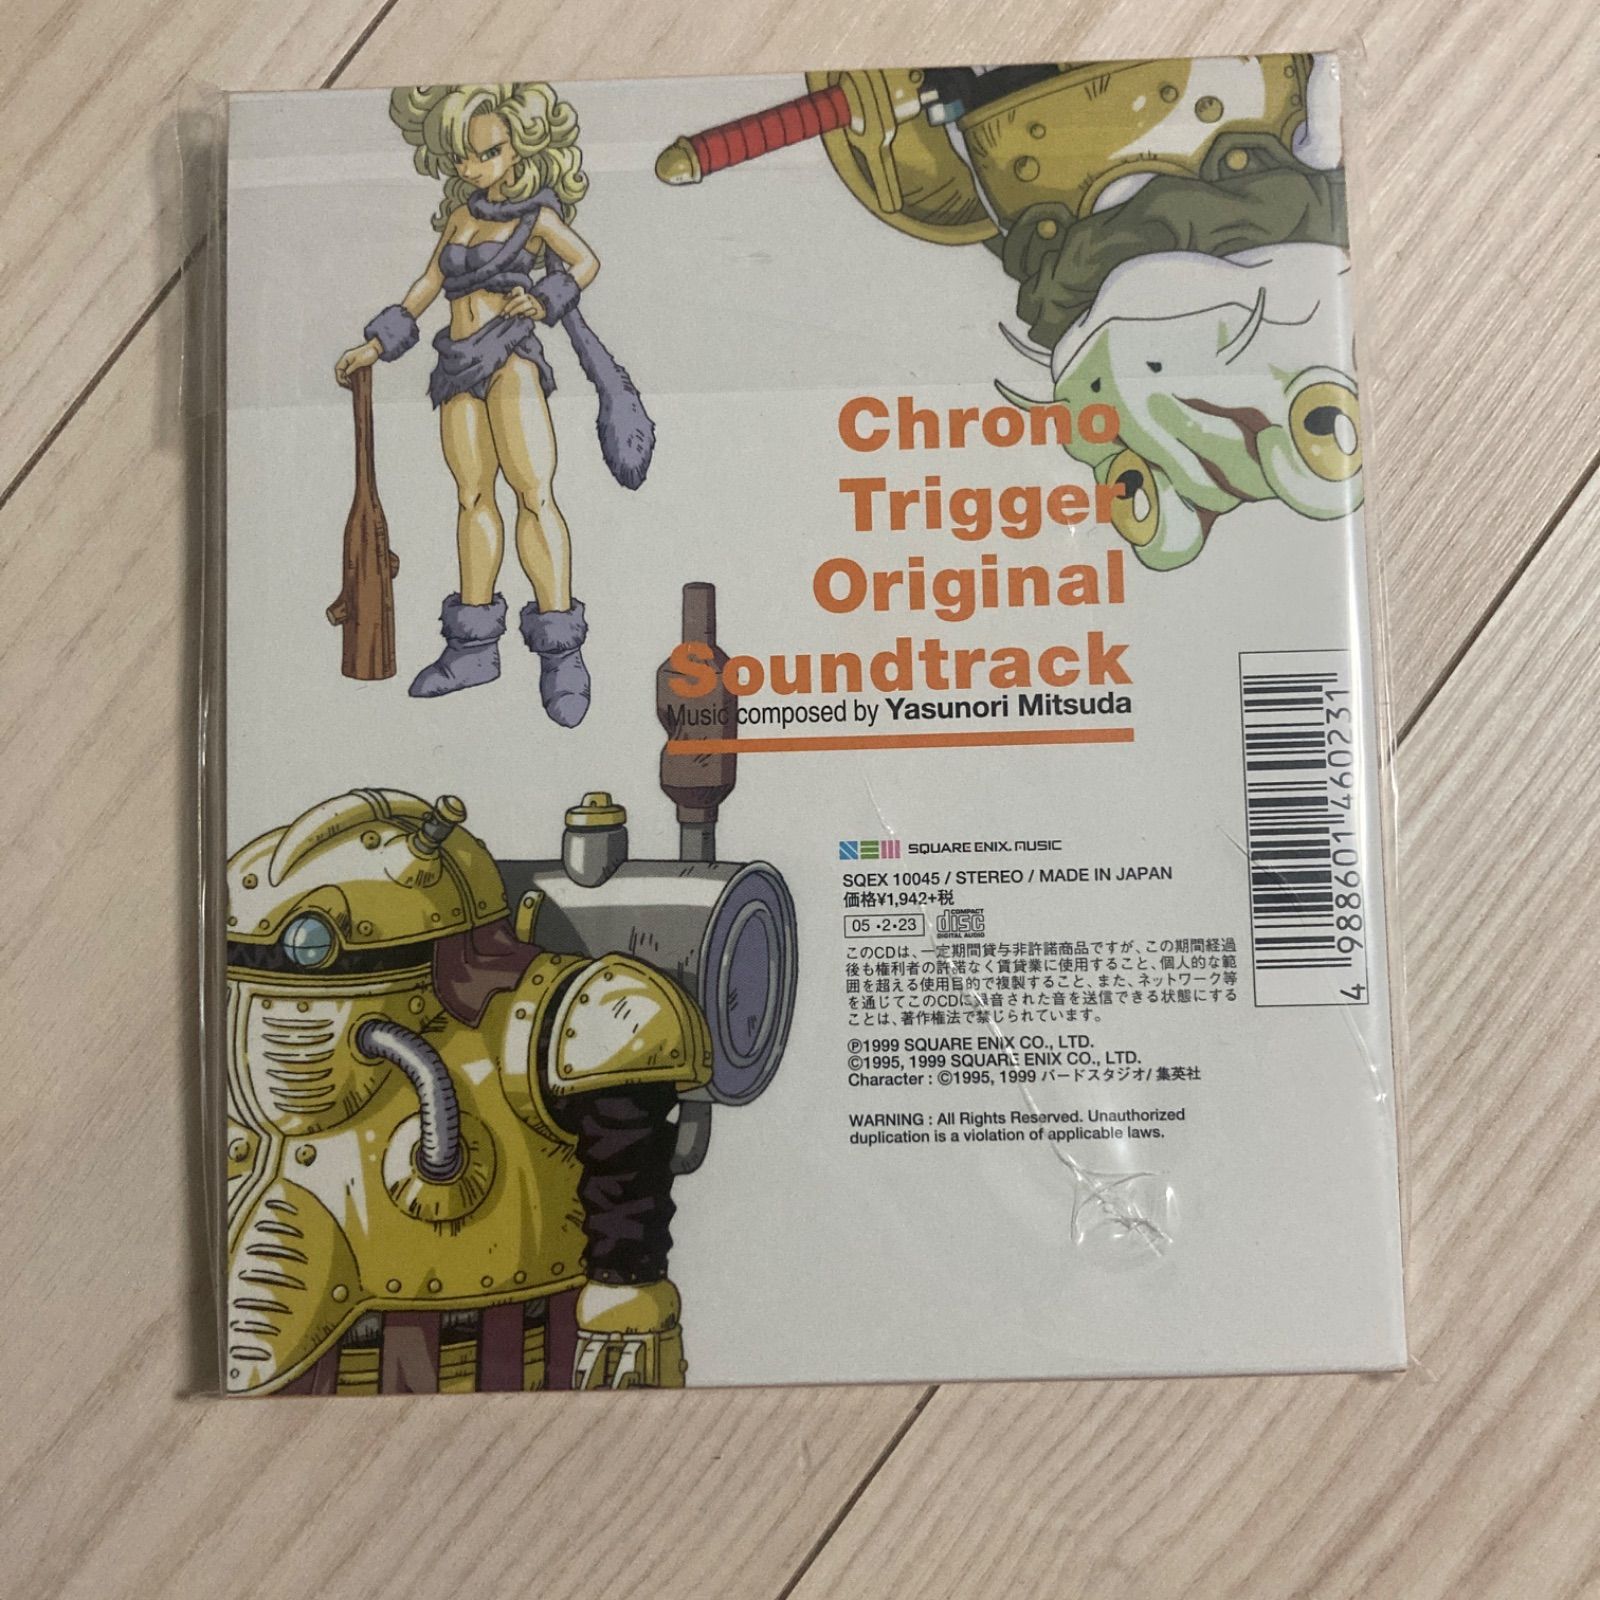 Chrono
Trigger
Original
Soundtrack
Music composed by Yasunori Mitsuda
SQUARE ENIX. MUSIC
SQEX 10045 / STEREO / MADE IN JAPAN
価格¥1,942+税
05・2・23
COMPACT
disc
DIGITAL AUDIO
このCDは、一定期間貸与非許諾商品ですが、この期間経過
後も権利者の許諾なく賃貸業に使用すること、個人的な範
囲を超える使用目的で複製すること、また、ネットワーク等
を通じてこのCDに録音された音を送信できる状態にする
ことは、著作権法で禁じられています。
Ⓟ1999 SQUARE ENIX CO., LTD.
©1995, 1999 SQUARE ENIX CO., LTD.
Character : ©1995, 1999 バードスタジオ/集英社
WARNING : All Rights Reserved. Unauthorized
duplication is a violation of applicable laws.
4 988601 460231